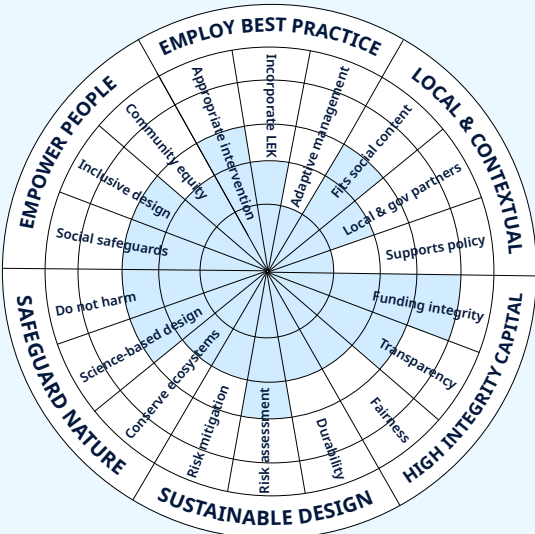 EMPLOY BEST PRACTICE
Appropriate intervention
Incorporate LEK
Adaptive management
LOCAL & CONTEXTUAL
Fits social content
Local & gov partners
Supports policy
HIGH INTEGRITY CAPITAL
Funding integrity
Transparency
Fairness
SUSTAINABLE DESIGN
Durability
Risk assessment
Risk mitigation
SAFEGUARD NATURE
Conserve ecosystems
Science-based design
Do not harm
EMPOWER PEOPLE
Social safeguards
Inclusive design
Community equity